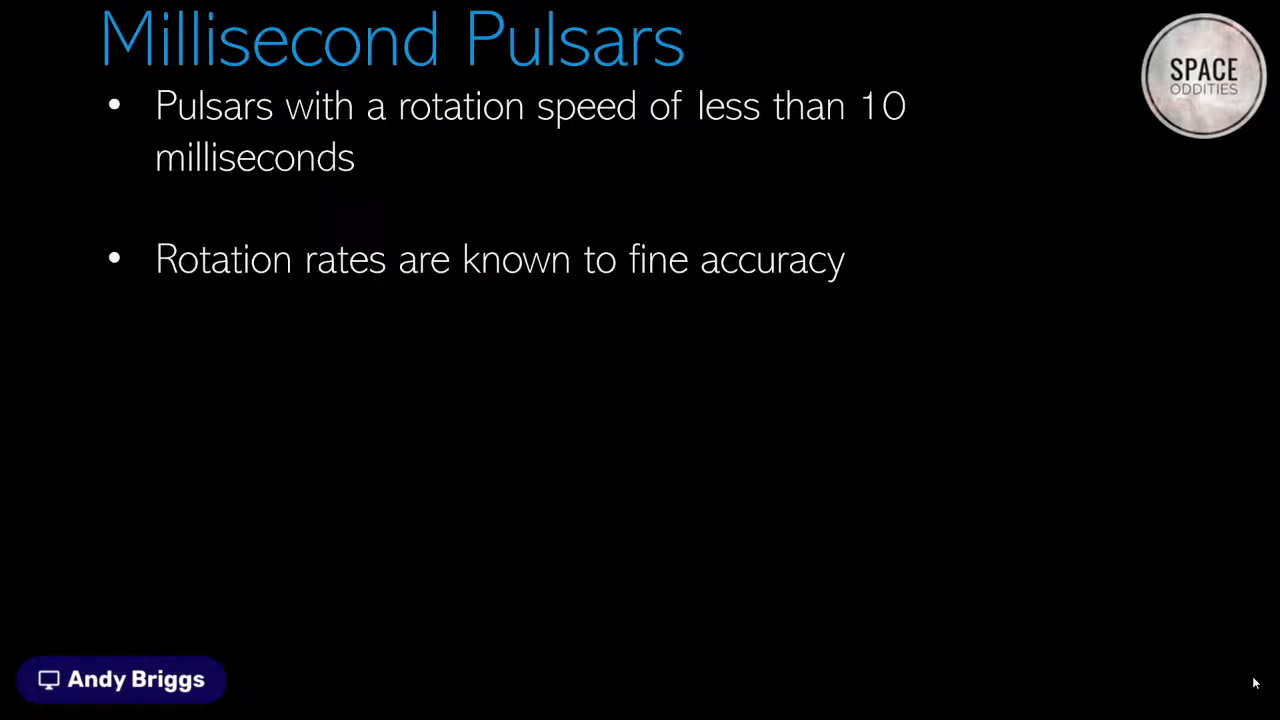 Millisecond Pulsars
SPACE
ODDITIES
• Pulsars with a rotation speed of less than 10
milliseconds
• Rotation rates are known to fine accuracy
Andy Briggs